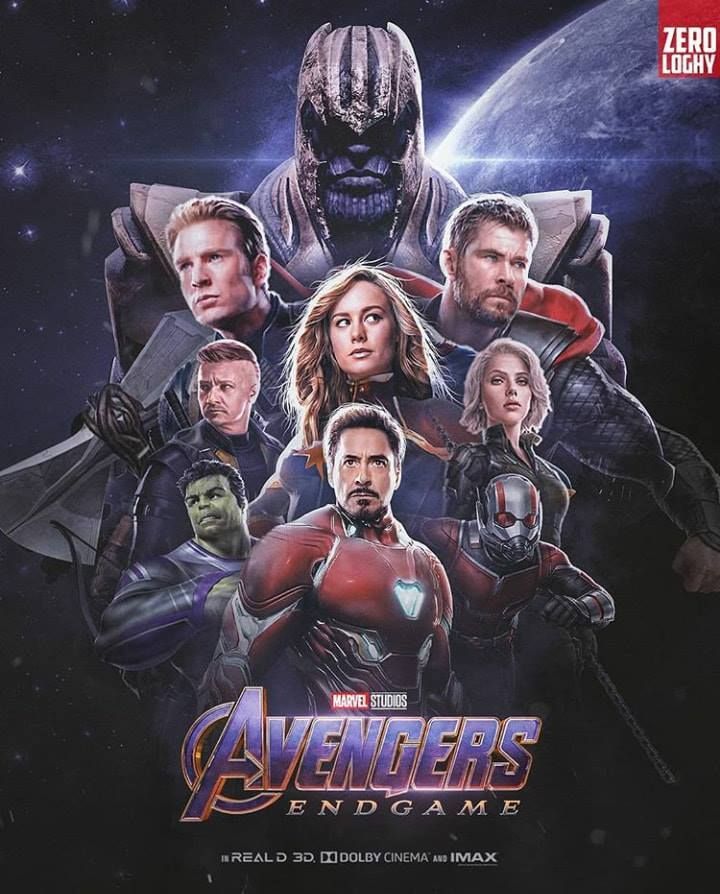 ZERO
LOGHY
MARVEL STUDIOS
AVENGERS
ENDGAME
IN REAL D 3D, DOLBY CINEMA AND IMAX